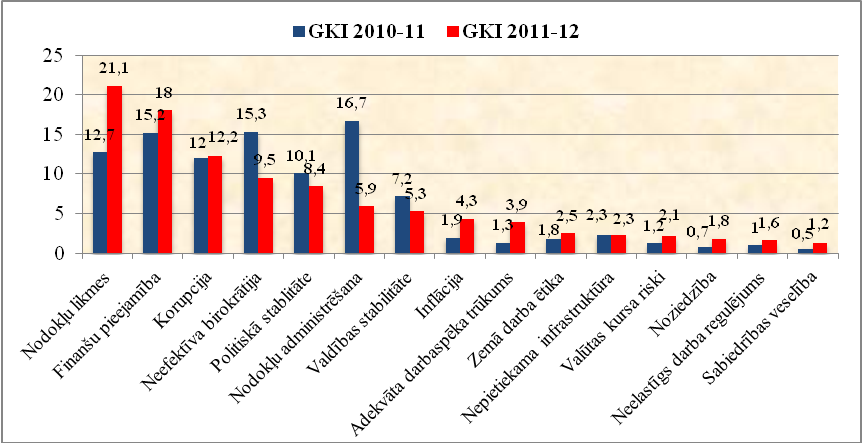 GKI 2010-11 GKI 2011-12
25
20
15
10
5
0
12,7 21,1
15,2 18
12 12,2
15,3 9,5
10,1 8,4
16,7 5,9
7,2 5,3
1,9 4,3
1,3 3,9
1,8 2,5
2,3 2,3
1,2 2,1
0,7 1,8
1 1,6
0,5 1,2
Nodokļu likmes
Finanšu pieejamība
Korupcija
Neefektīva birokrātija
Politiskā stablitāte
Nodokļu administrēšana
Valdības stabilitāte
Inflācija
Adekvāta darbaspēka trūkums
Zemā darba ētika
Nepietiekama infrastruktūra
Valūtas kursa riski
Noziedzība
Neelastīgs darba regulējums
Sabiedrības veselība